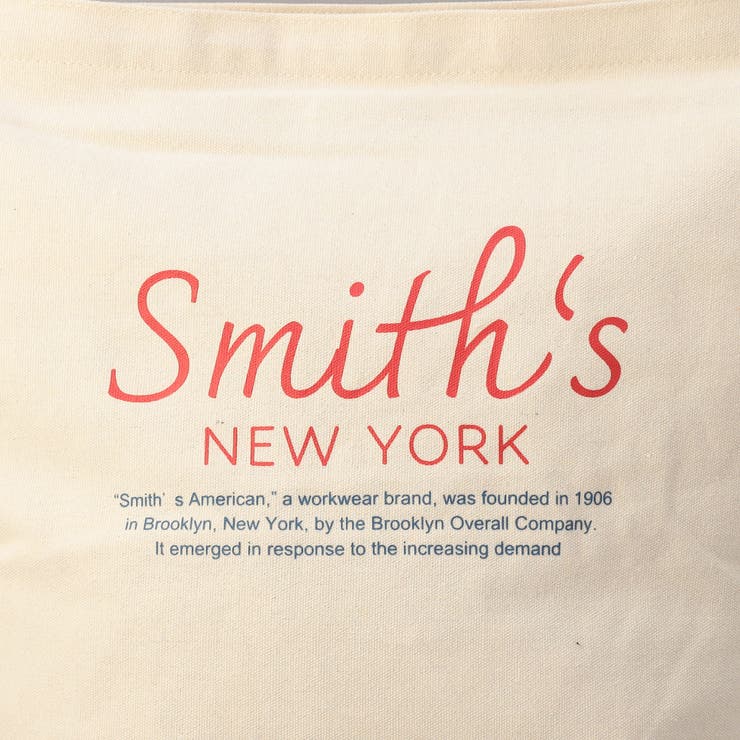 Smith‘s
NEW YORK
“Smith’ s American,” a workwear brand, was founded in 1906
in Brooklyn, New York, by the Brooklyn Overall Company.
It emerged in response to the increasing demand